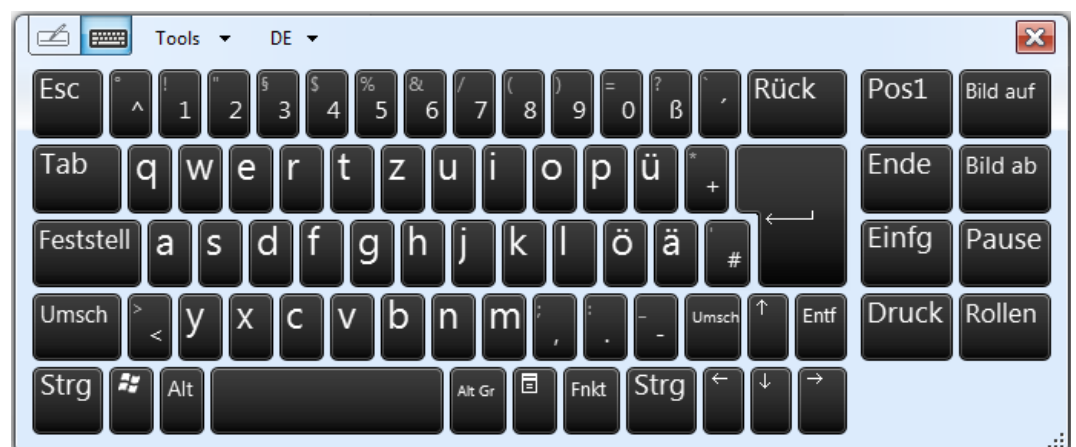 Tools DE
Esc ° ^ ! 1 " 2 § 3 $ 4 % 5 & 6 / 7 ( 8 ) 9 = 0 ? ß ` ´ Rück Pos1 Bild auf
Tab q w e r t z u i o p ü * + Ende Bild ab
Feststell a s d f g h j k l ö ä ' # Einfg Pause
Umsch > < y x c v b n m ; , : . _ - Umsch ↑ Entf Druck Rollen
Strg Alt Alt Gr Fnkt Strg ← ↓ →